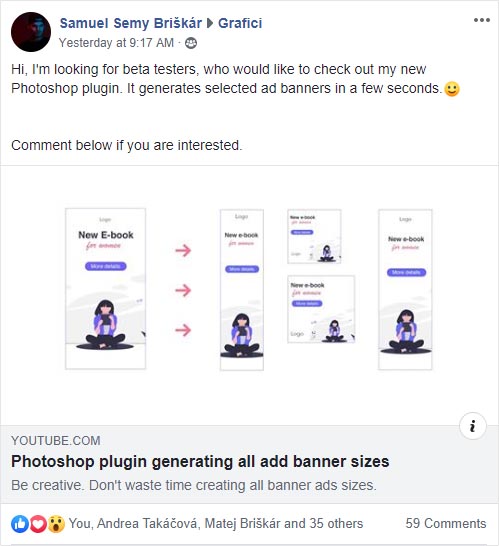 Samuel Semy Briškár ▶ Grafici
Yesterday at 9:17 AM ·
Hi, I'm looking for beta testers, who would like to check out my new
Photoshop plugin. It generates selected ad banners in a few seconds.🙂
Comment below if you are interested.
Logo
New E-book
for women
More details
Logo
New e-book
for women
More details
New e-book
for women
More details
Logo
New e-book
for women
More details
Logo
Logo
New e-book
for women
More details
YOUTUBE.COM
Photoshop plugin generating all add banner sizes
Be creative. Don't waste time creating all banner ads sizes.
You, Andrea Takáčová, Matej Briškár and 35 others 59 Comments